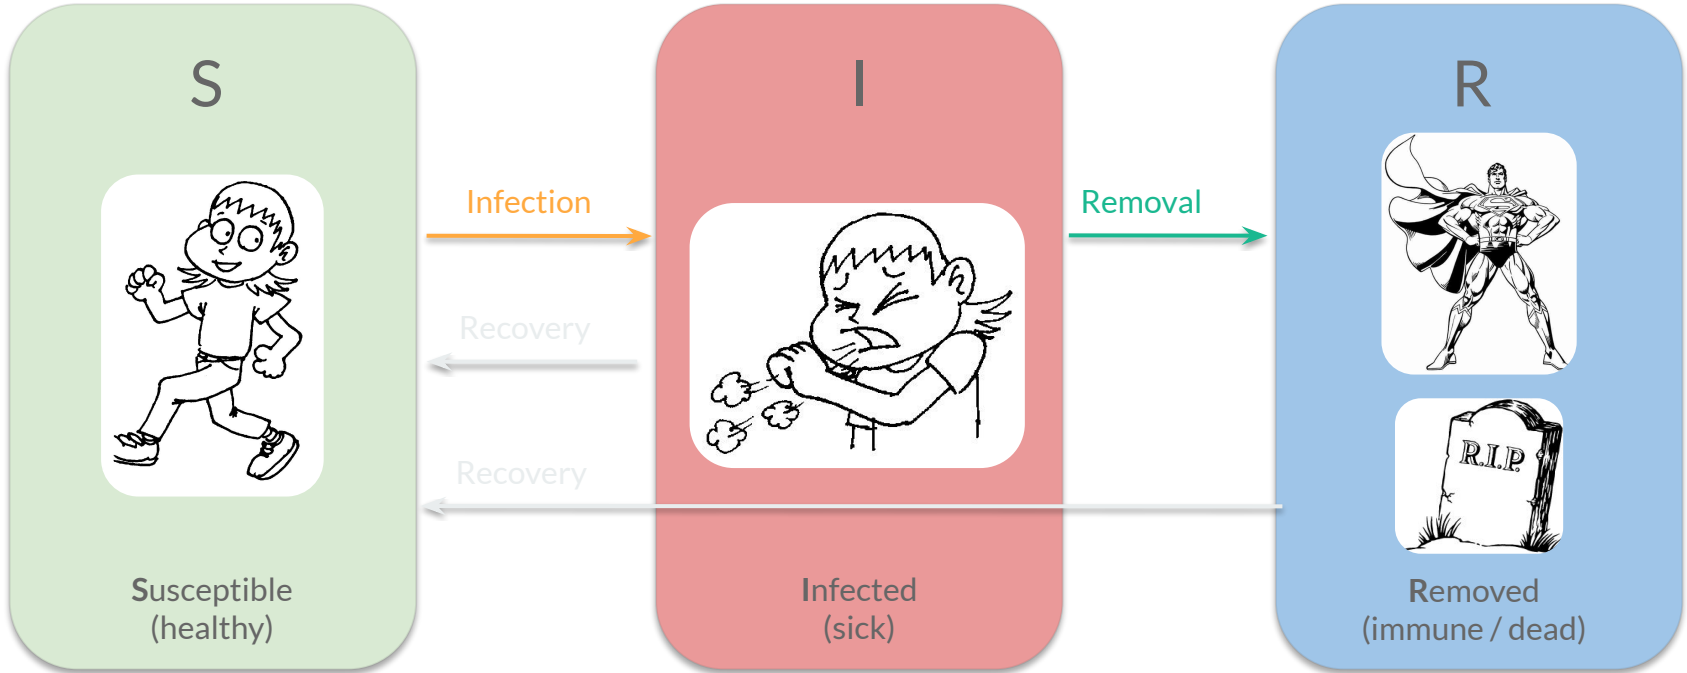 S
I
R
Infection
Removal
Recovery
Recovery
R.I.P.
Susceptible
(healthy)
Infected
(sick)
Removed
(immune / dead)